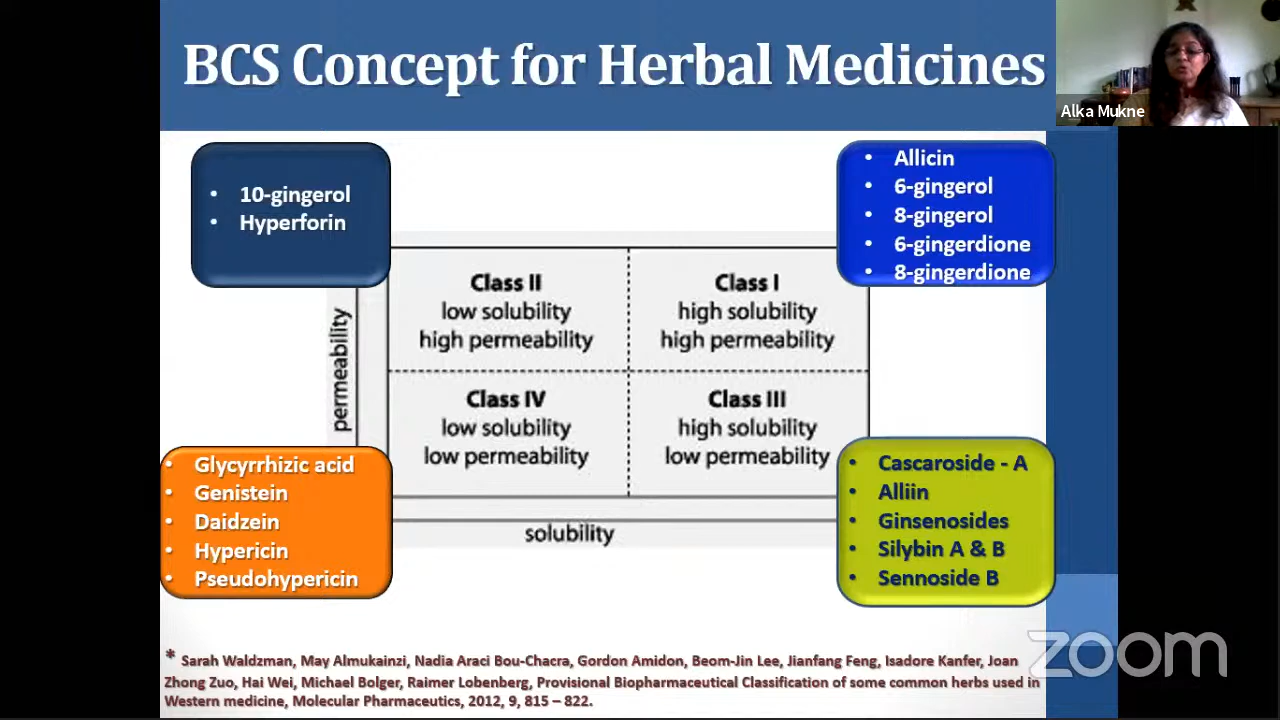 BCS Concept for Herbal Medicines
Alka Mukne
• 10-gingerol
• Hyperforin
• Allicin
• 6-gingerol
• 8-gingerol
• 6-gingerdione
• 8-gingerdione
permeability
Class II
low solubility
high permeability
Class I
high solubility
high permeability
Class IV
low solubility
low permeability
Class III
high solubility
low permeability
solubility
• Glycyrrhizic acid
• Genistein
• Daidzein
• Hypericin
• Pseudohypericin
• Cascaroside - A
• Alliin
• Ginsenosides
• Silybin A & B
• Sennoside B
* Sarah Waldzman, May Almukainzi, Nadia Araci Bou-Chacra, Gordon Amidon, Beom-Jin Lee, Jianfang Feng, Isadore Kanfer, Joan
Zhong Zuo, Hai Wei, Michael Bolger, Raimer Lobenberg, Provisional Biopharmaceutical Classification of some common herbs used in
Western medicine, Molecular Pharmaceutics, 2012, 9, 815 – 822.
zoom